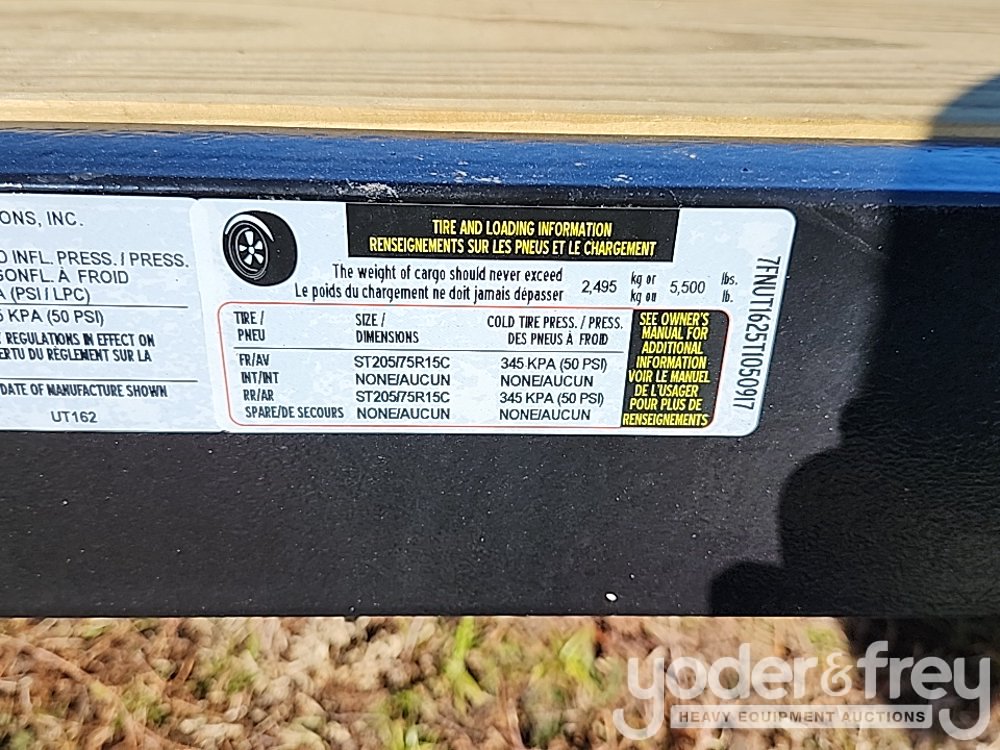 ONS, INC.
INFL. PRESS. / PRESS.
GONFL. À FROID
(PSI / LPC)
KPA (50 PSI)
REGULATIONS IN EFFECT ON
DU RÈGLEMENT SUR LA
DATE OF MANUFACTURE SHOWN
UT162
TIRE AND LOADING INFORMATION
RENSEIGNEMENTS SUR LES PNEUS ET LE CHARGEMENT
The weight of cargo should never exceed
Le poids du chargement ne doit jamais dépasser
2,495 kg or kg ou 5,500 lbs. lb.
TIRE / SIZE / COLD TIRE PRESS. / PRESS.
PNEU DIMENSIONS DES PNEUS À FROID
FR/AV ST205/75R15C 345 KPA (50 PSI)
INT/INT NONE/AUCUN NONE/AUCUN
RR/AR ST205/75R15C 345 KPA (50 PSI)
SPARE/DE SECOURS NONE/AUCUN NONE/AUCUN
SEE OWNER'S
MANUAL FOR
ADDITIONAL
INFORMATION
VOIR LE MANUEL
DE L'USAGER
POUR PLUS DE
RENSEIGNEMENTS
7FNUT1625T1050917
yoder&frey
HEAVY EQUIPMENT AUCTIONS